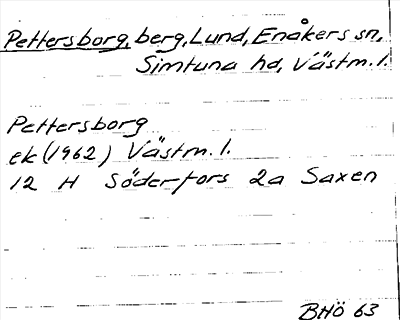 Pettersborg, berg, Lund, Enåkers sn,
Simtuna hd, Västm. l.
Pettersborg
ek (1962) Västm. l.
12 H Söderfors 2a Saxen
BHÖ 63